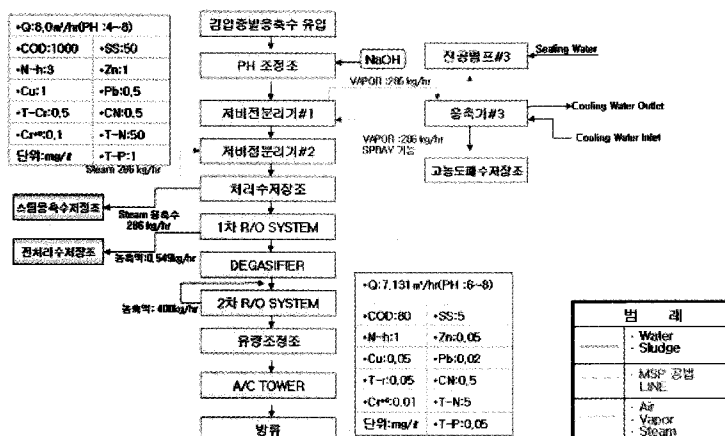 •Q:8,0㎥/hr(PH :4~8)
•COD:1000 •SS:50
•N-h:3 •Zn:1
•Cu:1 •Pb:0,5
•T-Cr:0,5 •CN:0,5
•Cr⁺⁶:0,1 •T-N:50
단위:mg/ℓ •T-P:1
Steam 286 kg/hr
감압증발응축수 유입
PH 조정조
NaOH
VAPOR :286 kg/hr
저비점분리기#1
VAPOR :286 kg/hr
SPRAY 기능
저비점분리기#2
진공펌프#3
Sealing Water
응축기#3
Cooling Water Outlet
Cooling Water Inlet
고농도폐수저장조
처리수저장조
스팀응축수저장조
Steam 응축수
286 kg/hr
1차 R/O SYSTEM
전처리수저장조
농축액:0,549kg/hr
DEGASIFIER
2차 R/O SYSTEM
농축액: 400kg/hr
유량조정조
A/C TOWER
방류
•Q:7,131㎥/hr(PH :6~8)
•COD:80 •SS:5
•N-h:1 •Zn:0,05
•Cu:0,05 •Pb:0,02
•T-r:0,05 •CN:0,5
•Cr⁺⁶:0.01 •T-N:5
단위:mg/ℓ •T-P:0,05
범 례
- Water
- Sludge
- MSP 공법
LINE
- Air
- Vapor
- Steam